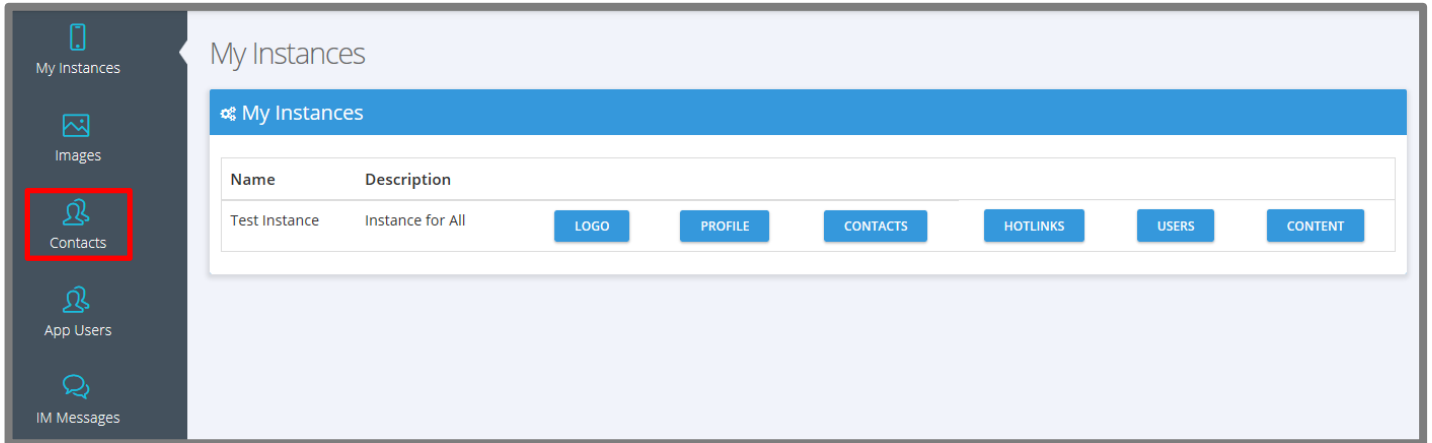 My Instances
Images
Contacts
App Users
IM Messages
My Instances
My Instances
Name Description
Test Instance Instance for All LOGO PROFILE CONTACTS HOTLINKS USERS CONTENT